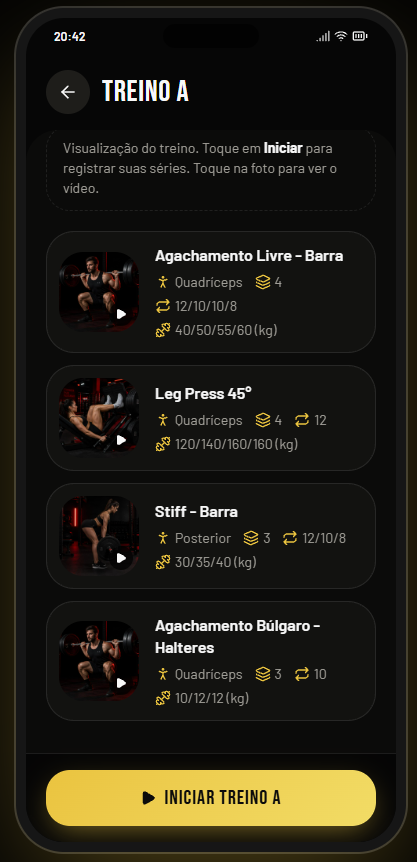 20:42
TREINO A
Visualização do treino. Toque em Iniciar para
registrar suas séries. Toque na foto para ver o
vídeo.
Agachamento Livre - Barra
Quadríceps 4
12/10/10/8
40/50/55/60 (kg)
Leg Press 45°
Quadríceps 4 12
120/140/160/160 (kg)
Stiff - Barra
Posterior 3 12/10/8
30/35/40 (kg)
Agachamento Búlgaro -
Halteres
Quadríceps 3 10
10/12/12 (kg)
INICIAR TREINO A